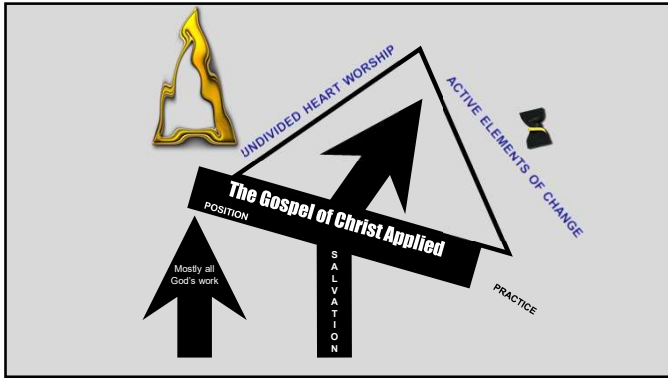 UNDIVIDED HEART WORSHIP
ACTIVE ELEMENTS OF CHANGE
The Gospel of Christ Applied
POSITION
PRACTICE
Mostly all
God's work
SALVATION